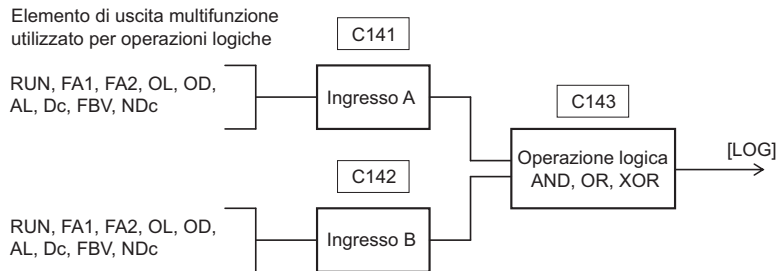 Elemento di uscita multifunzione
utilizzato per operazioni logiche
C141
RUN, FA1, FA2, OL, OD,
AL, Dc, FBV, NDc
Ingresso A
C143
Operazione logica
AND, OR, XOR
[LOG]
C142
RUN, FA1, FA2, OL, OD,
AL, Dc, FBV, NDc
Ingresso B